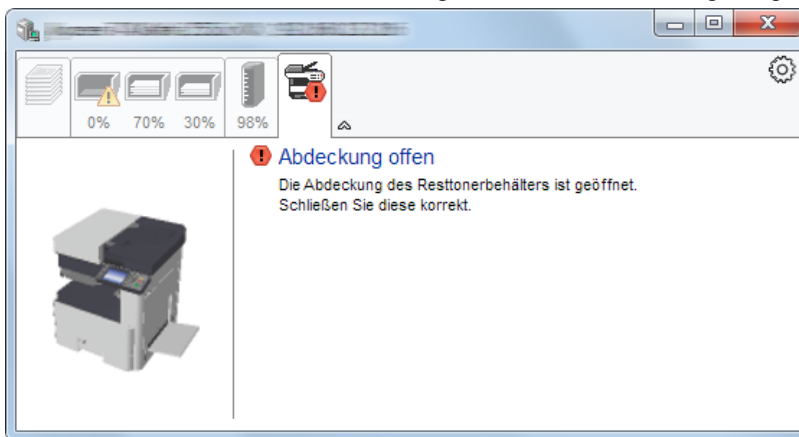 0% 70% 30% 98%
Abdeckung offen
Die Abdeckung des Resttonerbehälters ist geöffnet.
Schließen Sie diese korrekt.